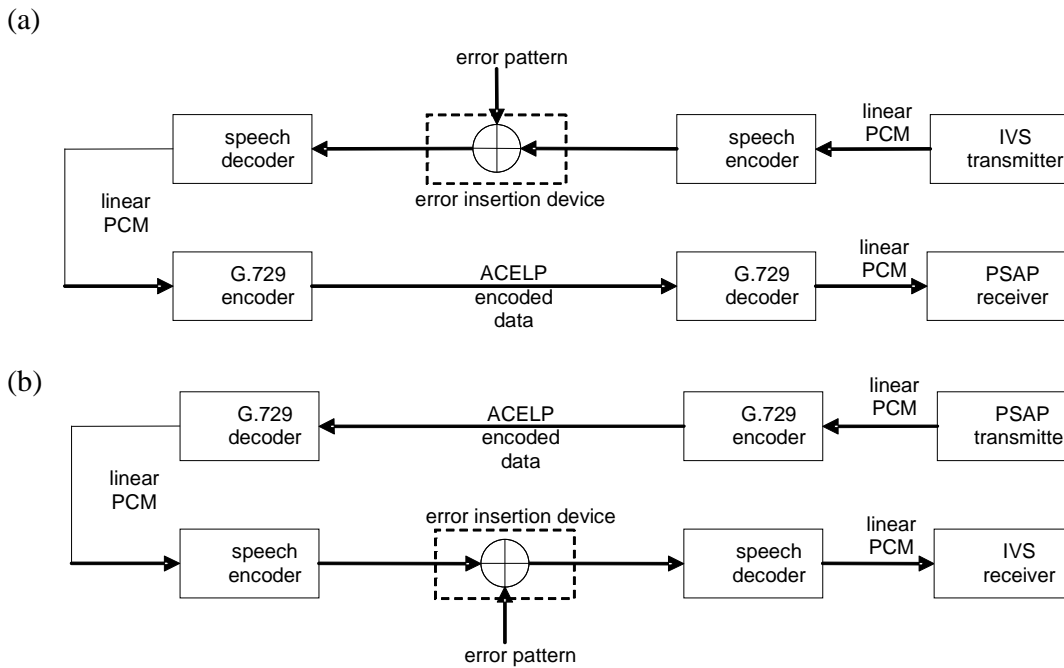 (a)
error pattern
speech
decoder
speech
encoder
linear
PCM
IVS
transmitter
error insertion device
linear
PCM
G.729
encoder
ACELP
encoded
data
G.729
decoder
linear
PCM
PSAP
receiver
(b)
G.729
decoder
ACELP
encoded
data
G.729
encoder
linear
PCM
PSAP
transmitte
linear
PCM
error insertion device
speech
encoder
speech
decoder
linear
PCM
IVS
receiver
error pattern